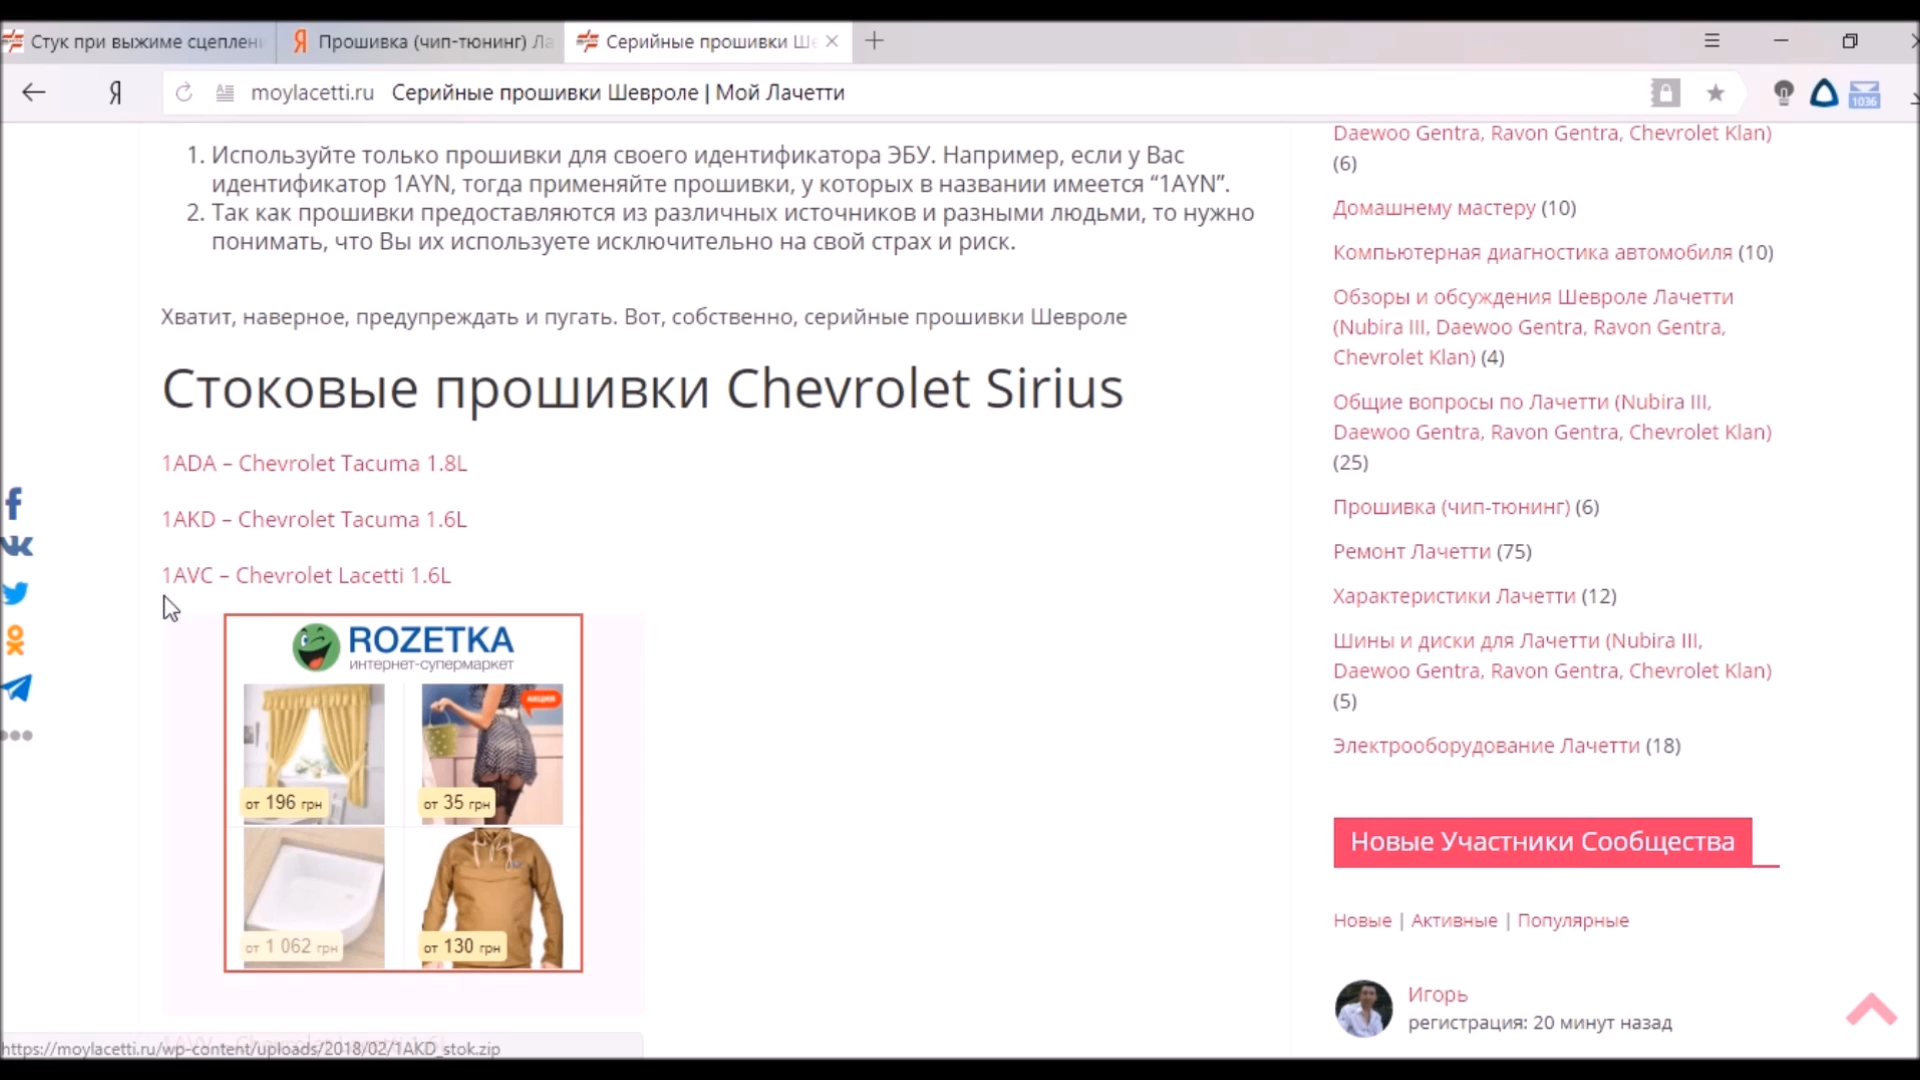 Стук при выжиме сцеплен
Прошивка (чип-тюнинг) Ла
Серийные прошивки Ше
moylacetti.ru Серийные прошивки Шевроле | Мой Лачетти
1036
1. Используйте только прошивки для своего идентификатора ЭБУ. Например, если у Вас
идентификатор 1AYN, тогда применяйте прошивки, у которых в названии имеется “1AYN”.
2. Так как прошивки предоставляются из различных источников и разными людьми, то нужно
понимать, что Вы их используете исключительно на свой страх и риск.
Хватит, наверное, предупреждать и пугать. Вот, собственно, серийные прошивки Шевроле
Стоковые прошивки Chevrolet Sirius
1ADA – Chevrolet Tacuma 1.8L
1AKD – Chevrolet Tacuma 1.6L
1AVC – Chevrolet Lacetti 1.6L
ROZETKA
интернет-супермаркет
АКЦИЯ
от 196 грн
от 35 грн
от 1 062 грн
от 130 грн
https://moylacetti.ru/wp-content/uploads/2018/02/1AKD_stok.zip
Daewoo Gentra, Ravon Gentra, Chevrolet Klan)
(6)
Домашнему мастеру (10)
Компьютерная диагностика автомобиля (10)
Обзоры и обсуждения Шевроле Лачетти
(Nubira III, Daewoo Gentra, Ravon Gentra,
Chevrolet Klan) (4)
Общие вопросы по Лачетти (Nubira III,
Daewoo Gentra, Ravon Gentra, Chevrolet Klan)
(25)
Прошивка (чип-тюнинг) (6)
Ремонт Лачетти (75)
Характеристики Лачетти (12)
Шины и диски для Лачетти (Nubira III,
Daewoo Gentra, Ravon Gentra, Chevrolet Klan)
(5)
Электрооборудование Лачетти (18)
Новые Участники Сообщества
Новые | Активные | Популярные
Игорь
регистрация: 20 минут назад